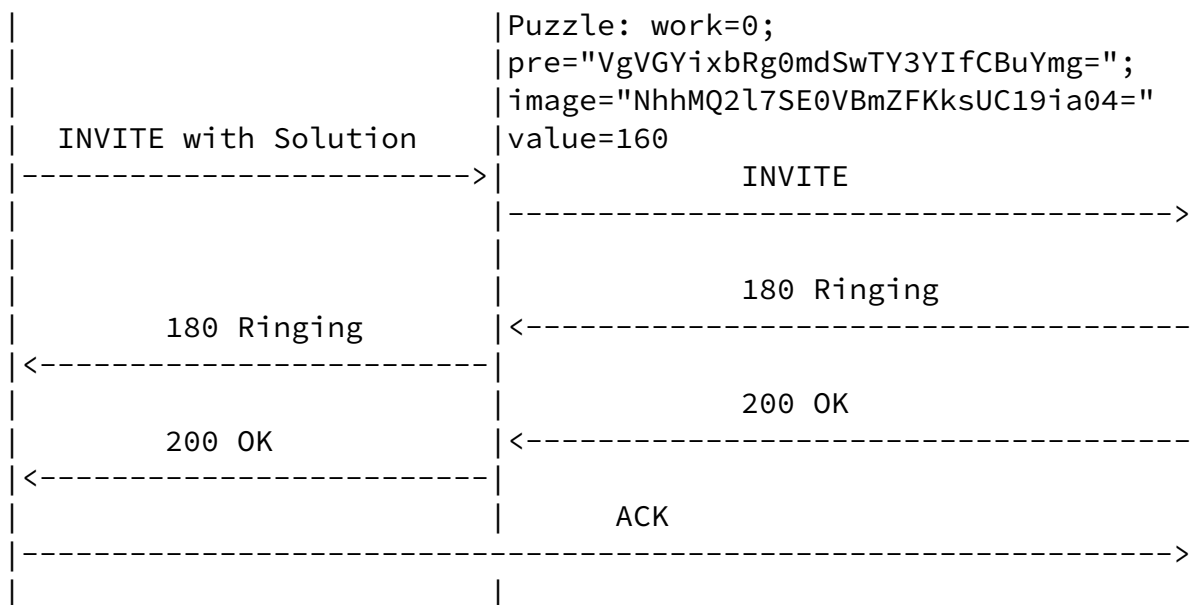 Puzzle: work=0;
pre="VgVGYixbRg0mdSwTY3YIfCBuYmg=";
image="NhhMQ2l7SE0VBmZFKksUC19ia04="
INVITE with Solution value=160
INVITE
180 Ringing
180 Ringing
200 OK
200 OK
ACK